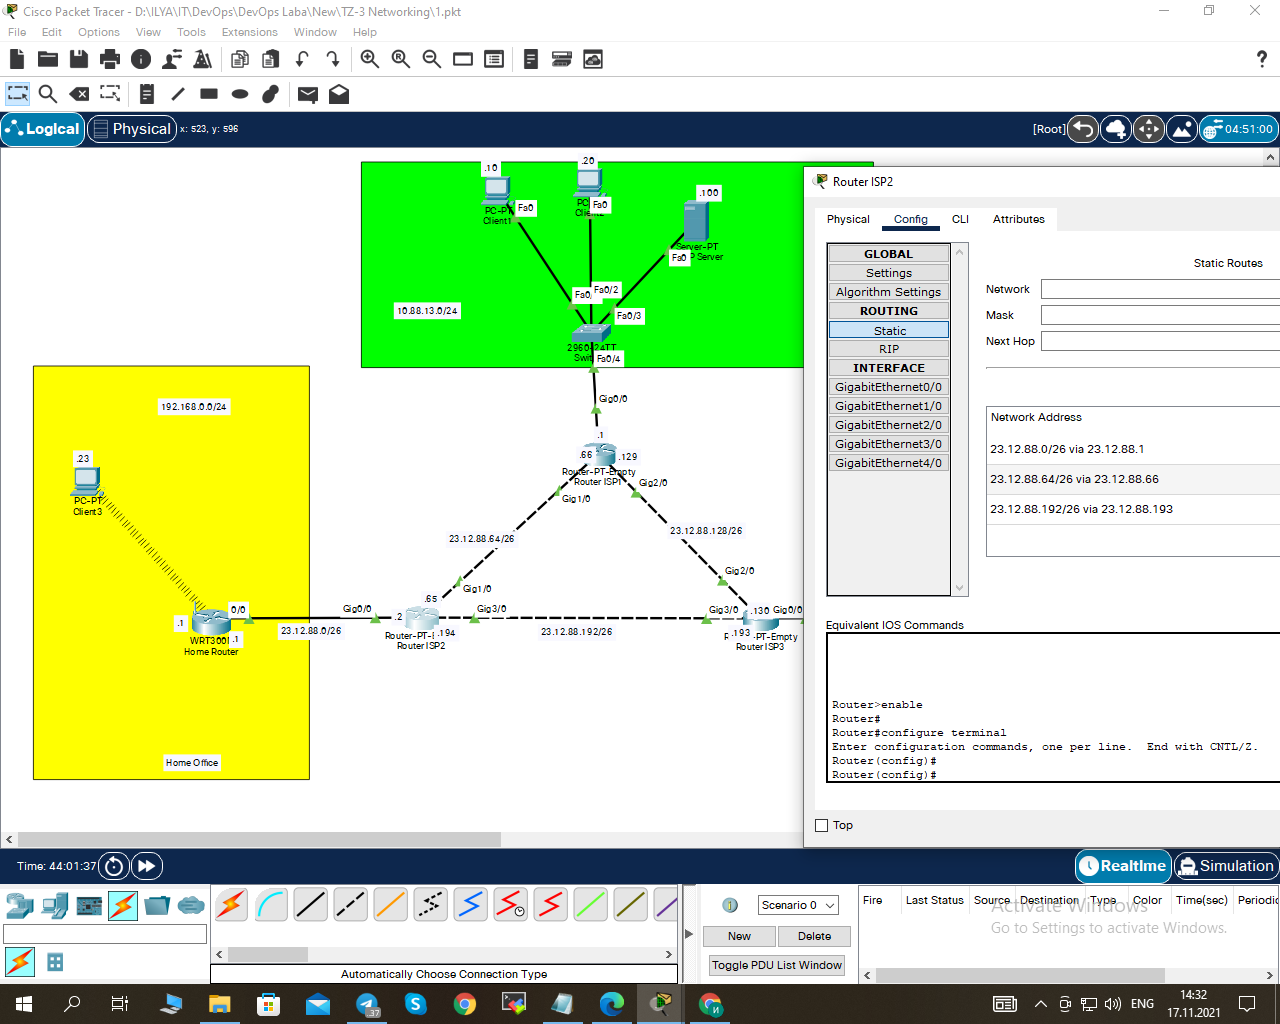 Cisco Packet Tracer - D:\ILYA\IT\DevOps\DevOps Laba\New\TZ-3 Networking\1.pkt
File Edit Options View Tools Extensions Window Help
Logical Physical x: 523, y: 596 [Root] 04:51:00
.10
PC-PT
Client1
Fa0
.20
Fa0
.100
Server-PT
Server
Fa0
10.88.13.0/24
Fa0/2
Fa0/3
2960-24TT
Fa0/4
Gig0/0
.1
.66
.129
Router-PT-Empty
Router ISP1
Gig1/0
Gig2/0
23.12.88.64/26
23.12.88.128/26
Gig1/0
Gig2/0
192.168.0.0/24
.23
PC-PT
Client3
0/0
.1
.1
WRT300
Home Router
23.12.88.0/26
Gig0/0
.2
.65
.194
Router-PT-
Router ISP2
Gig3/0
23.12.88.192/26
Gig3/0
.130
Gig0/0
.193
-PT-Empty
Router ISP3
Home Office
Router ISP2
Physical Config CLI Attributes
GLOBAL
Settings
Algorithm Settings
ROUTING
Static
RIP
INTERFACE
GigabitEthernet0/0
GigabitEthernet1/0
GigabitEthernet2/0
GigabitEthernet3/0
GigabitEthernet4/0
Static Routes
Network
Mask
Next Hop
Network Address
23.12.88.0/26 via 23.12.88.1
23.12.88.64/26 via 23.12.88.66
23.12.88.192/26 via 23.12.88.193
Equivalent IOS Commands
Router>enable
Router#
Router#configure terminal
Enter configuration commands, one per line. End with CNTL/Z.
Router(config)#
Router(config)#
Top
Time: 44:01:37
Realtime Simulation
Scenario 0
New Delete
Toggle PDU List Window
Fire Last Status Source Destination Type Color Time(sec) Periodic
Activate Windows
Go to Settings to activate Windows.
Automatically Choose Connection Type
.37
ENG
14:32
17.11.2021